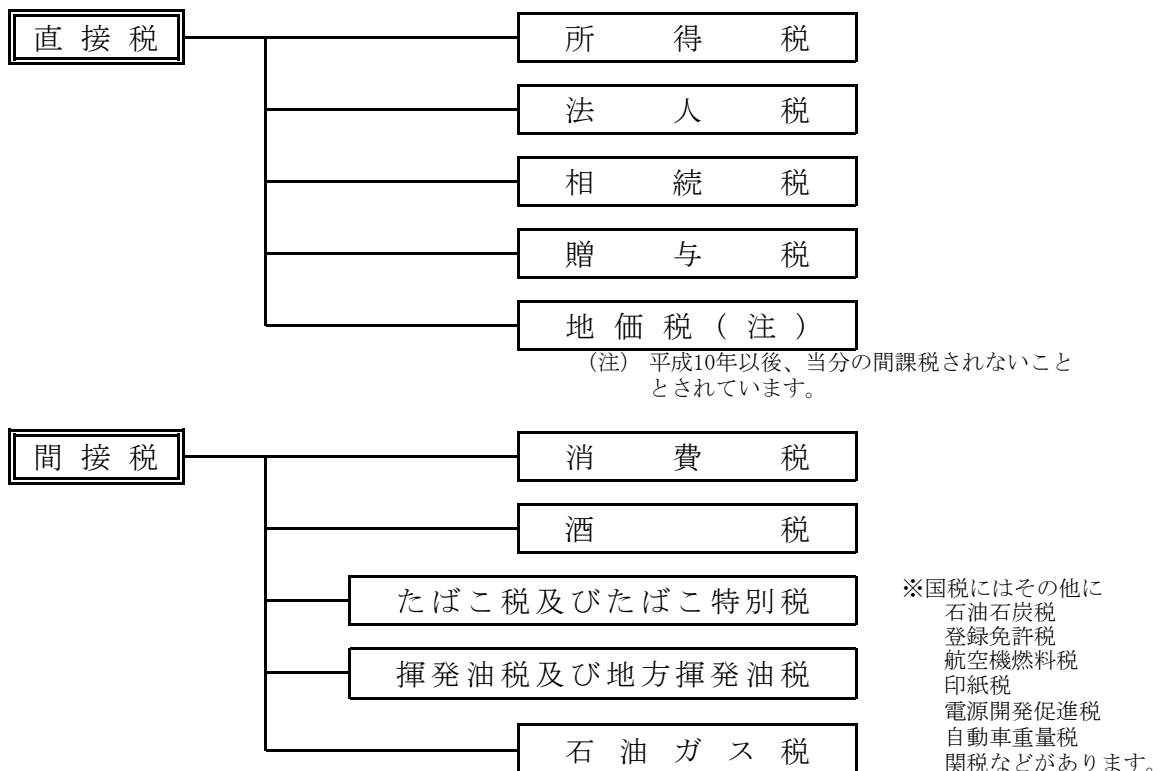 直接税
所得税
法人税
相続税
贈与税
地価税(注)
(注) 平成10年以後、当分の間課税されないこと
とされています。
間接税
消費税
酒税
たばこ税及びたばこ特別税
揮発油税及び地方揮発油税
石油ガス税
※国税にはその他に
石油石炭税
登録免許税
航空機燃料税
印紙税
電源開発促進税
自動車重量税
関税などがあります。